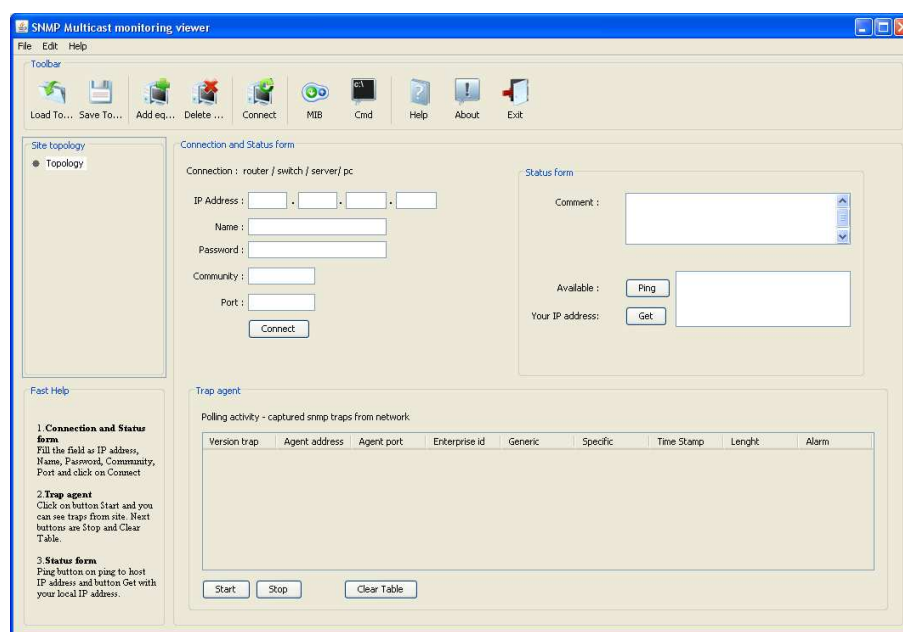 SNMP Multicast monitoring viewer
File Edit Help
Toolbar
Load To... Save To... Add eq... Delete ... Connect MIB Cmd Help About Exit
C:\
Site topology
Topology
Connection and Status form
Connection : router / switch / server/ pc
IP Address : . . .
Name :
Password :
Community :
Port :
Connect
Status form
Comment :
Available : Ping
Your IP address: Get
Fast Help
1.Connection and Status
form
Fill the field as IP address,
Name, Password, Community,
Port and click on Connect
2.Trap agent
Click on button Start and you
can see traps from site. Next
buttons are Stop and Clear
Table.
3.Status form
Ping button on ping to host
IP address and button Get with
your local IP address.
Trap agent
Polling activity - captured snmp traps from network
Version trap Agent address Agent port Enterprise id Generic Specific Time Stamp Lenght Alarm
Start Stop Clear Table